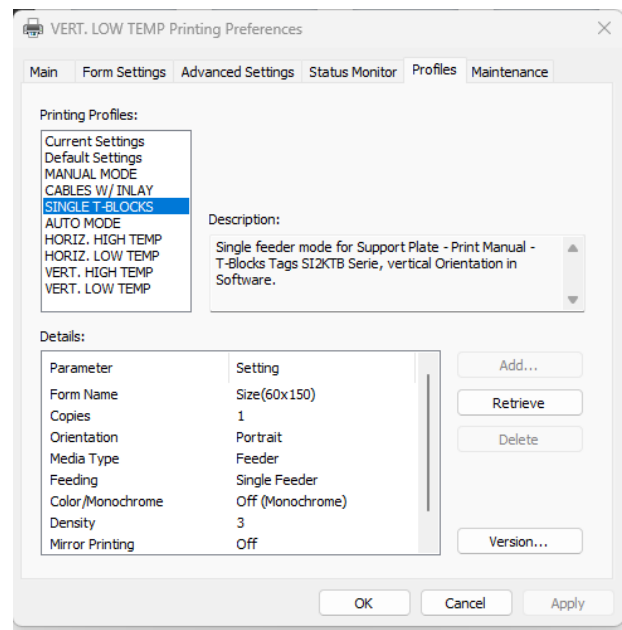 VERT. LOW TEMP Printing Preferences
Main Form Settings Advanced Settings Status Monitor Profiles Maintenance
Printing Profiles:
Current Settings
Default Settings
MANUAL MODE
CABLES W/ INLAY
SINGLE T-BLOCKS
AUTO MODE
HORIZ. HIGH TEMP
HORIZ. LOW TEMP
VERT. HIGH TEMP
VERT. LOW TEMP
Description:
Single feeder mode for Support Plate - Print Manual -
T-Blocks Tags SI2KTB Serie, vertical Orientation in
Software.
Details:
Parameter Setting
Form Name Size(60x150)
Copies 1
Orientation Portrait
Media Type Feeder
Feeding Single Feeder
Color/Monochrome Off (Monochrome)
Density 3
Mirror Printing Off
Add...
Retrieve
Delete
Version...
OK Cancel Apply